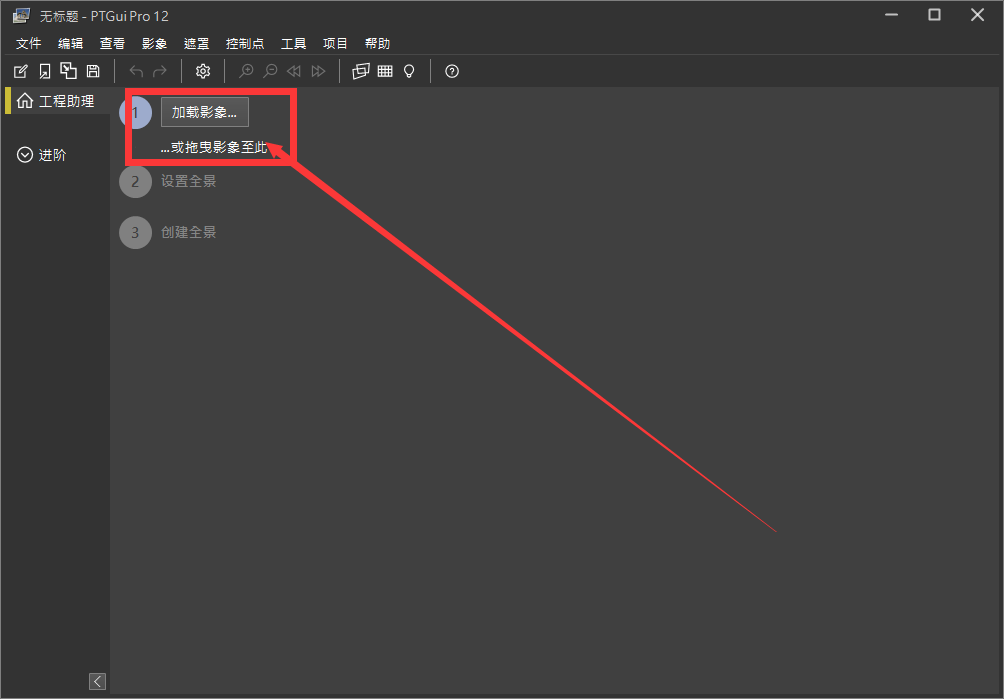 无标题 - PTGui Pro 12
文件 编辑 查看 影象 遮罩 控制点 工具 项目 帮助
工程助理
进阶
1 加载影象...
...或拖曳影象至此
2 设置全景
3 创建全景